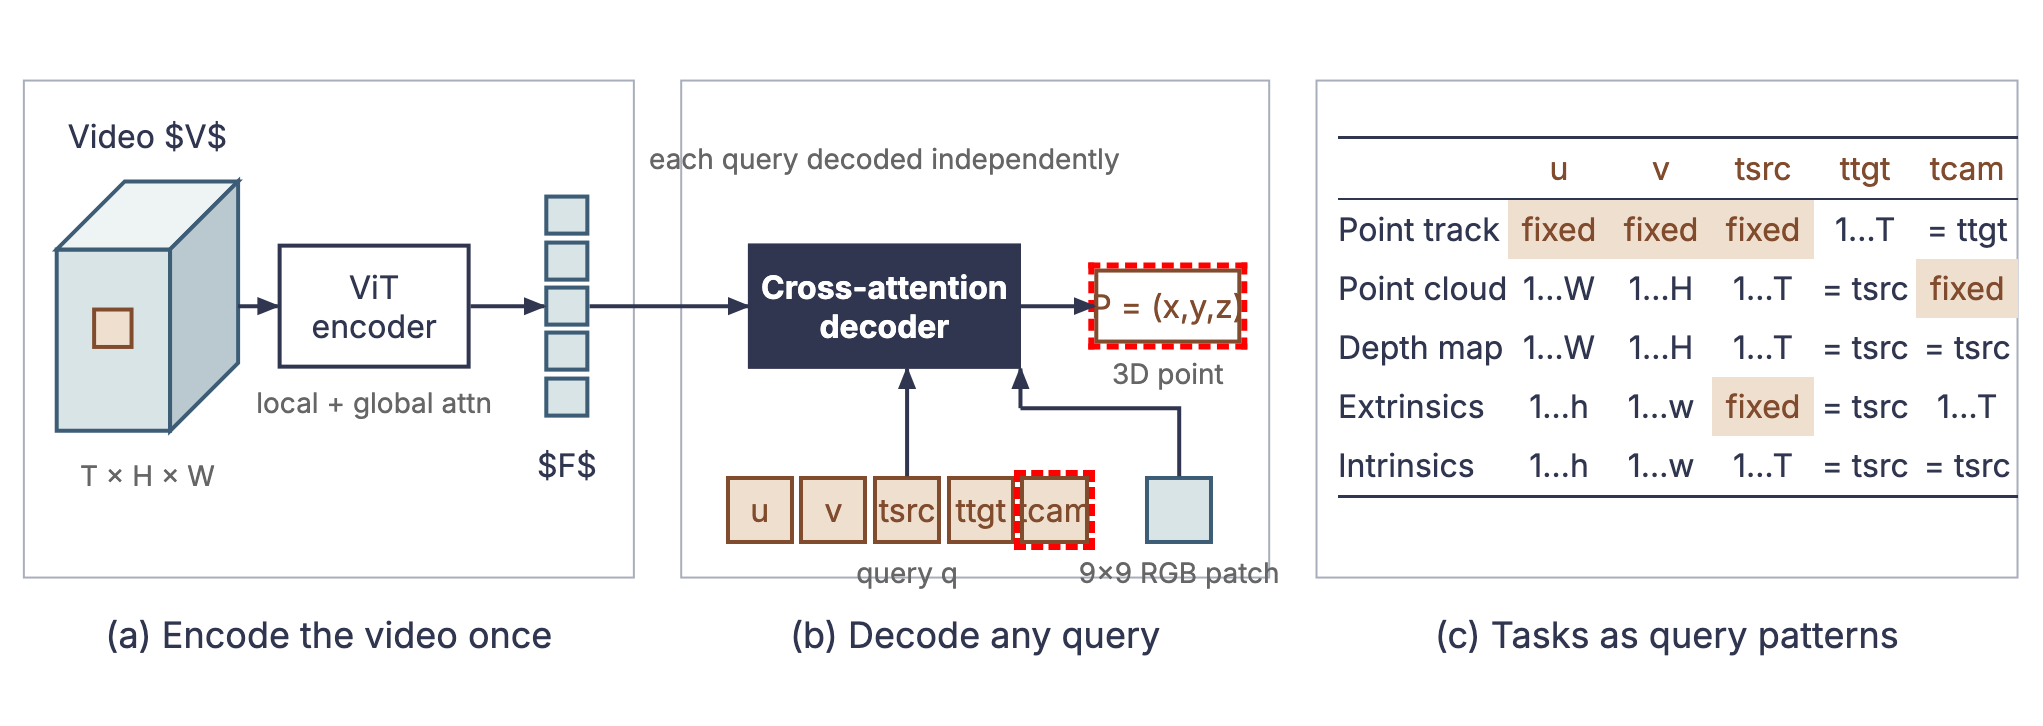 Video $V$
ViT
encoder
local + global attn
T × H × W
$F$
(a) Encode the video once
each query decoded independently
Cross-attention
decoder
P = (x,y,z)
3D point
u v tsrc ttgt tcam
query q
9×9 RGB patch
(b) Decode any query
u v tsrc ttgt tcam
Point track fixed fixed fixed 1...T = ttgt
Point cloud 1...W 1...H 1...T = tsrc fixed
Depth map 1...W 1...H 1...T = tsrc = tsrc
Extrinsics 1...h 1...w fixed = tsrc 1...T
Intrinsics 1...h 1...w 1...T = tsrc = tsrc
(c) Tasks as query patterns